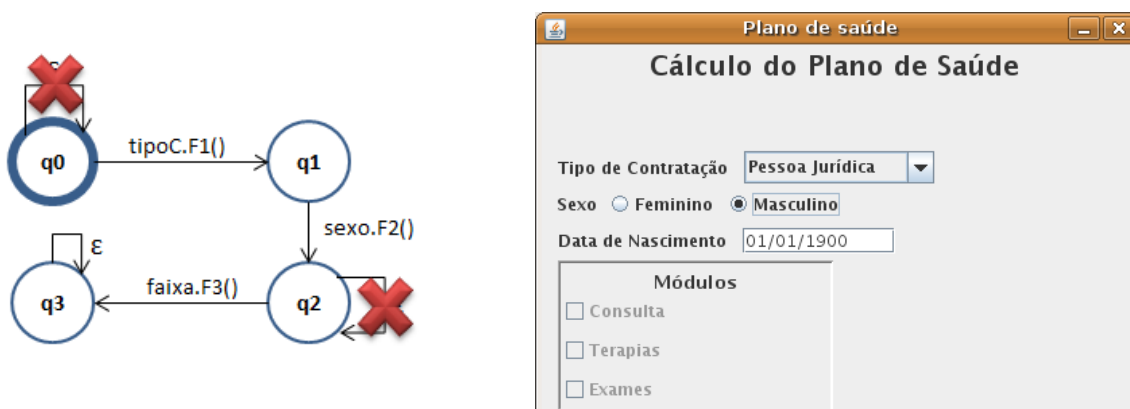 q0
tipoC.F1()
q1
sexo.F2()
ε
q3
faixa.F3()
q2
Plano de saúde
Cálculo do Plano de Saúde
Tipo de Contratação Pessoa Jurídica
Sexo Feminino Masculino
Data de Nascimento 01/01/1900
Módulos
Consulta
Terapias
Exames